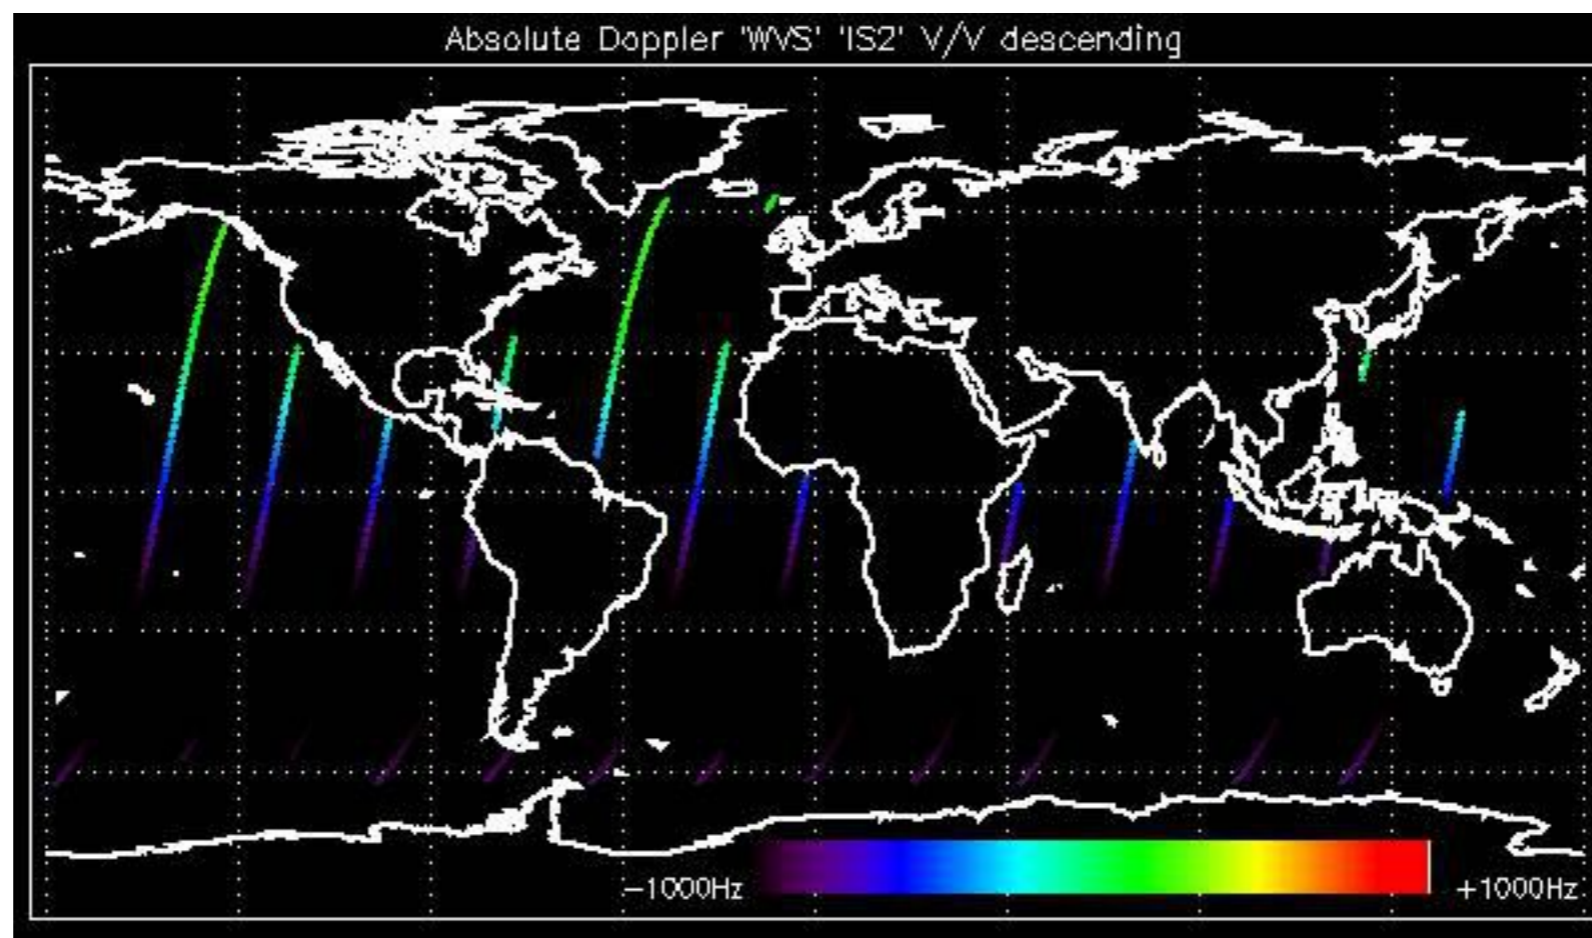 Absolute Doppler 'WVS' 'IS2' V/V descending
-1000Hz +1000Hz